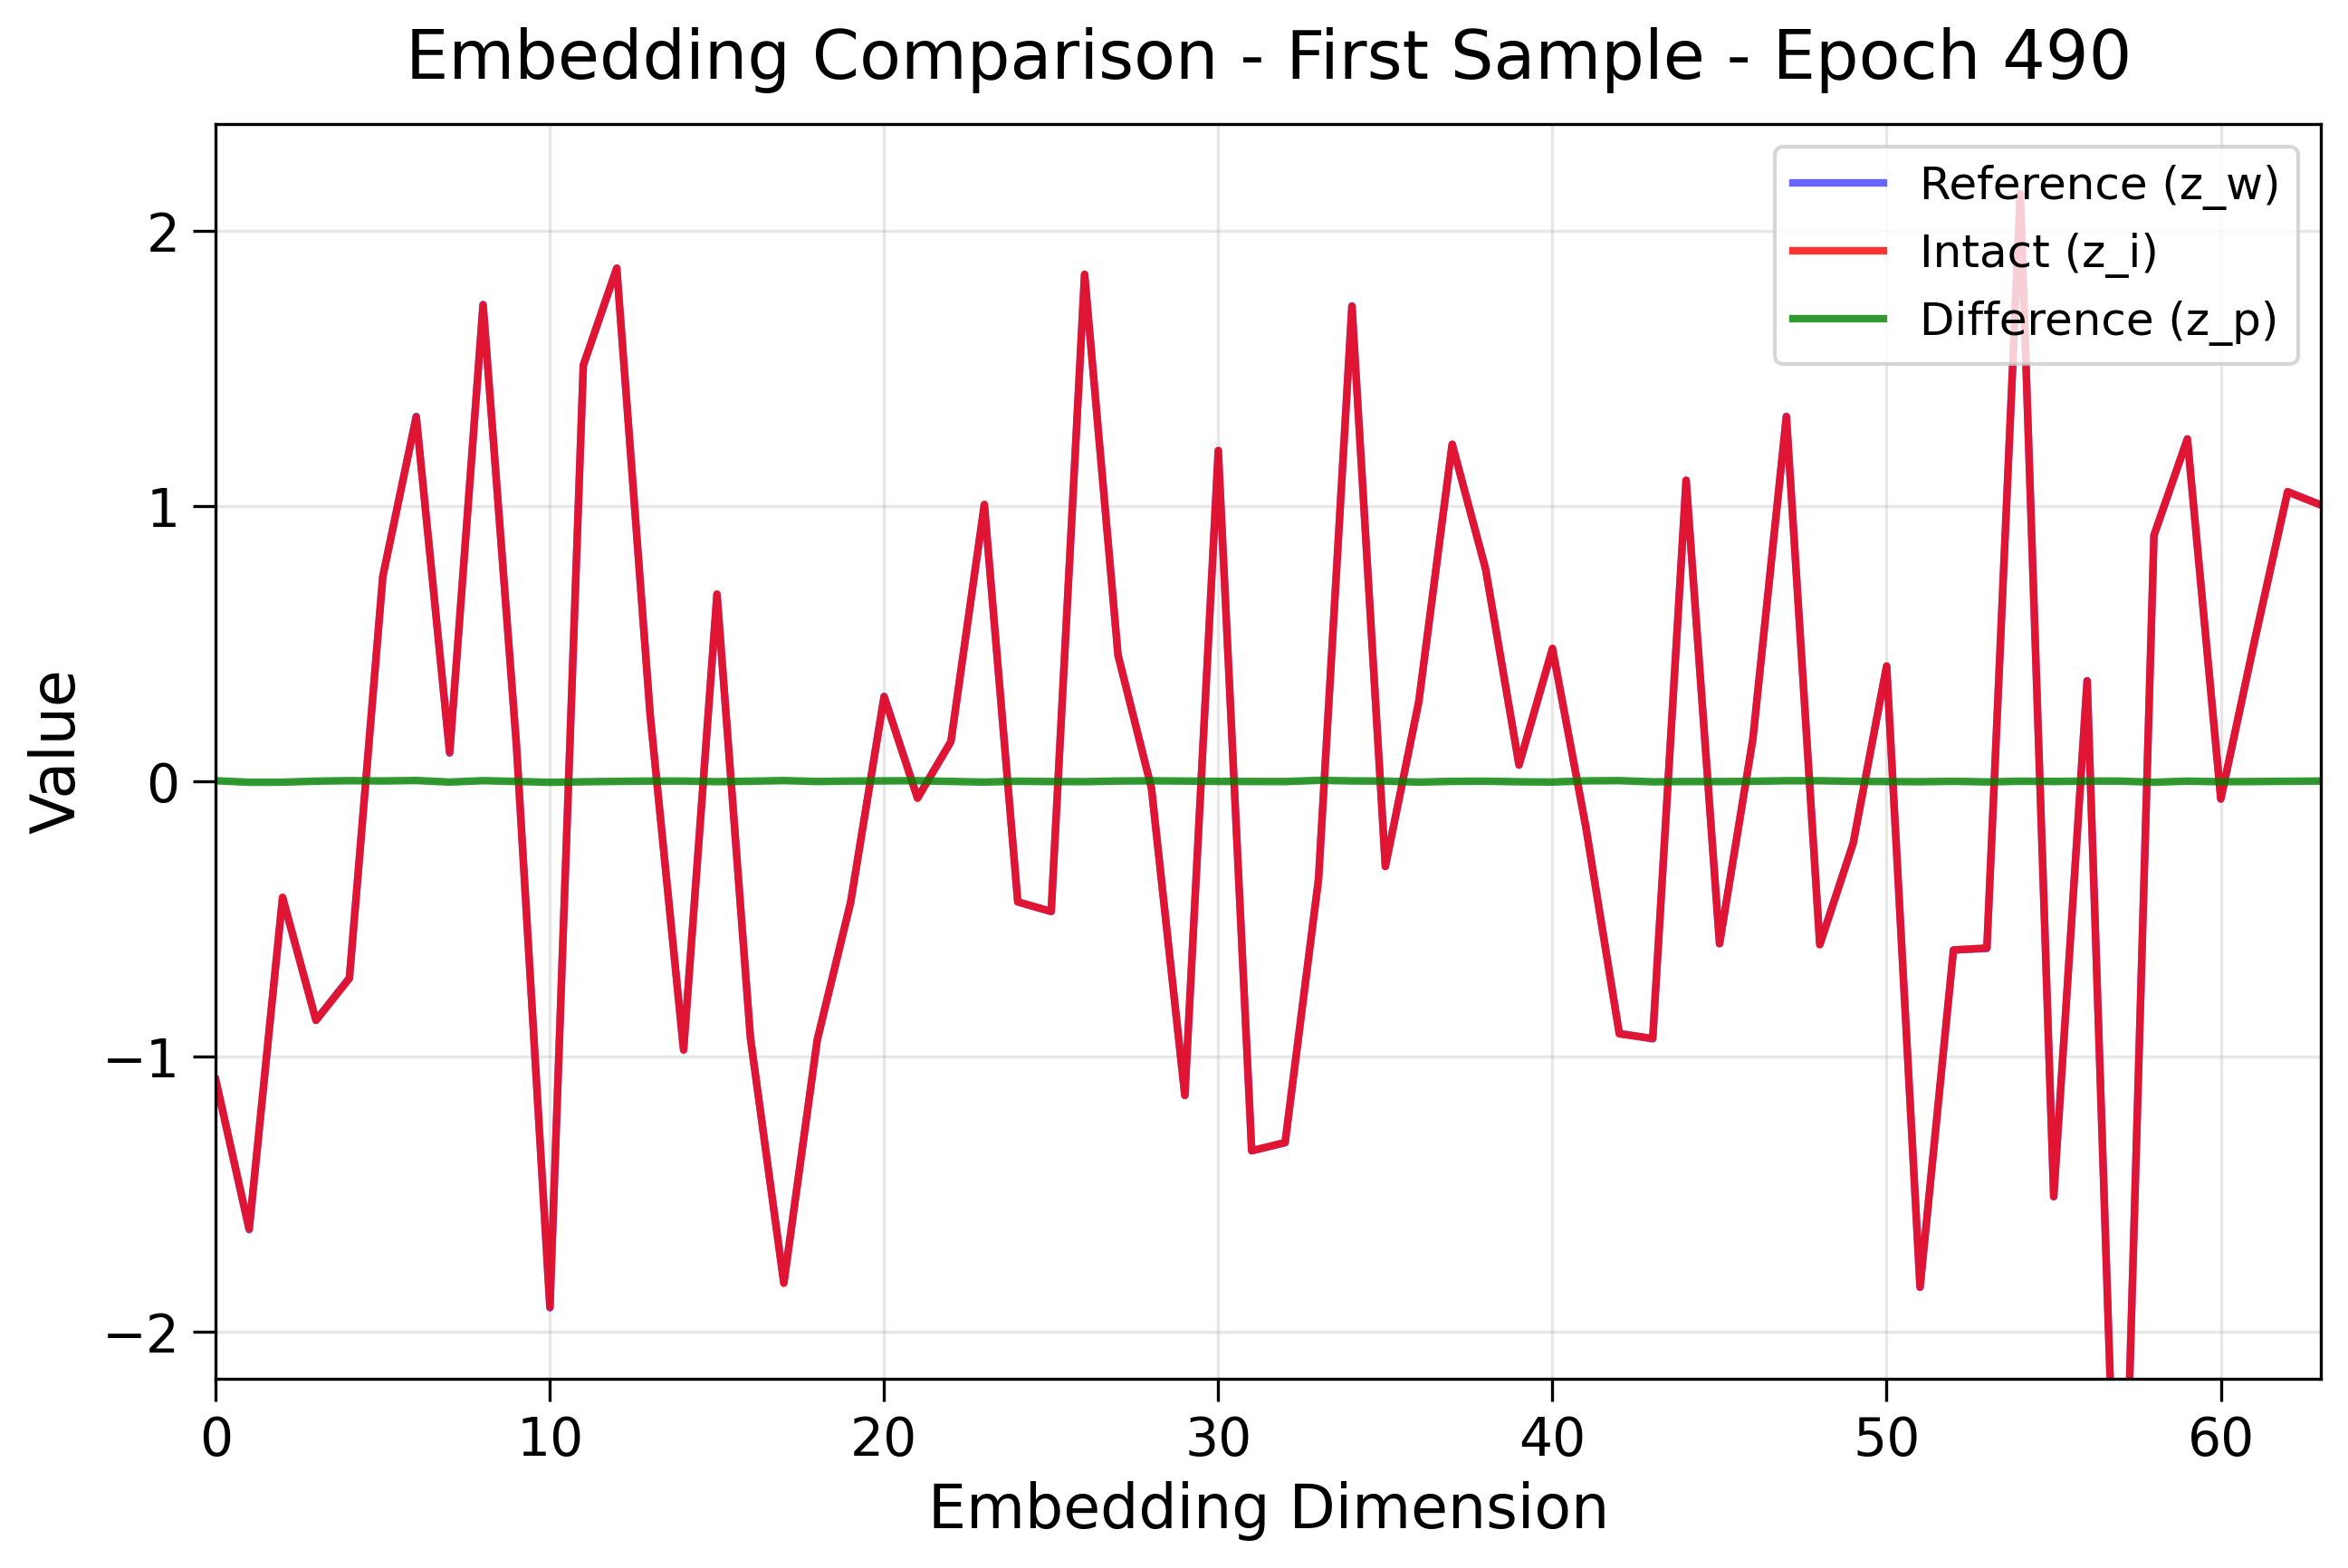 Embedding Comparison - First Sample - Epoch 490
Reference (z_w)
Intact (z_i)
Difference (z_p)
Value
2
1
0
−1
−2
0 10 20 30 40 50 60
Embedding Dimension